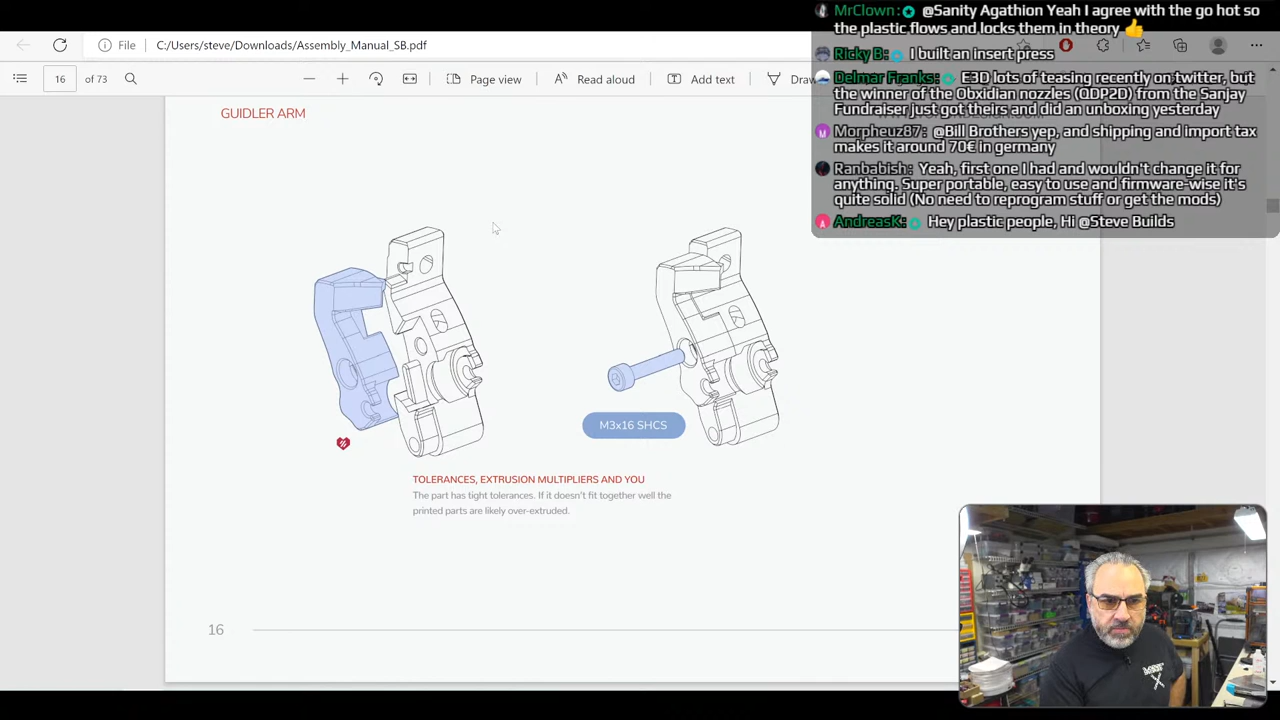 File
C:/Users/steve/Downloads/Assembly_Manual_SB.pdf
16
of 73
Page view
Read aloud
Add text
Draw
GUIDLER ARM
M3x16 SHCS
TOLERANCES, EXTRUSION MULTIPLIERS AND YOU
The part has tight tolerances. If it doesn't fit together well the
printed parts are likely over-extruded.
16
MrClown: @Sanity Agathion Yeah I agree with the go hot so
the plastic flows and locks them in theory 👍
Ricky B: I built an insert press
Delmar Franks: E3D lots of teasing recently on twitter, but
the winner of the Obxidian nozzles (QDP2D) from the Sanjay
Fundraiser just got theirs and did an unboxing yesterday
Morpheuz87: @Bill Brothers yep, and shipping and import tax
makes it around 70€ in germany
Ranbabish: Yeah, first one I had and wouldn't change it for
anything. Super portable, easy to use and firmware-wise it's
quite solid (No need to reprogram stuff or get the mods)
AndreasK: Hey plastic people, Hi @Steve Builds